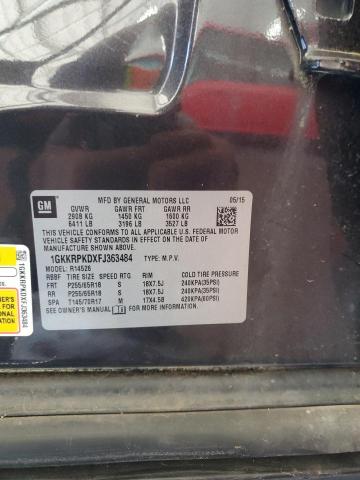 GM
MFD BY GENERAL MOTORS LLC 05/15
GVWR GAWR FRT GAWR RR
2908 KG 1450 KG 1600 KG
6411 LB 3196 LB 3527 LB
THIS VEHICLE CONFORMS TO ALL APPLICABLE U.S. FEDERAL MOTOR
VEHICLE SAFETY AND THEFT PREVENTION STANDARDS IN
EFFECT ON THE DATE OF MANUFACTURE SHOWN ABOVE.
1GKKRPKDXFJ363484 TYPE: M.P.V.
MODEL: R14526
RBBF TIRE SIZE SPEED RTG RIM COLD TIRE PRESSURE
FRT P255/65R18 S 18X7.5J 240KPA(35PSI)
RR P255/65R18 S 18X7.5J 240KPA(35PSI)
SPA T145/70R17 M 17X4.5B 420KPA(60PSI)
SEE OWNER'S MANUAL FOR MORE INFORMATION.
1GKKRPKDXFJ363484